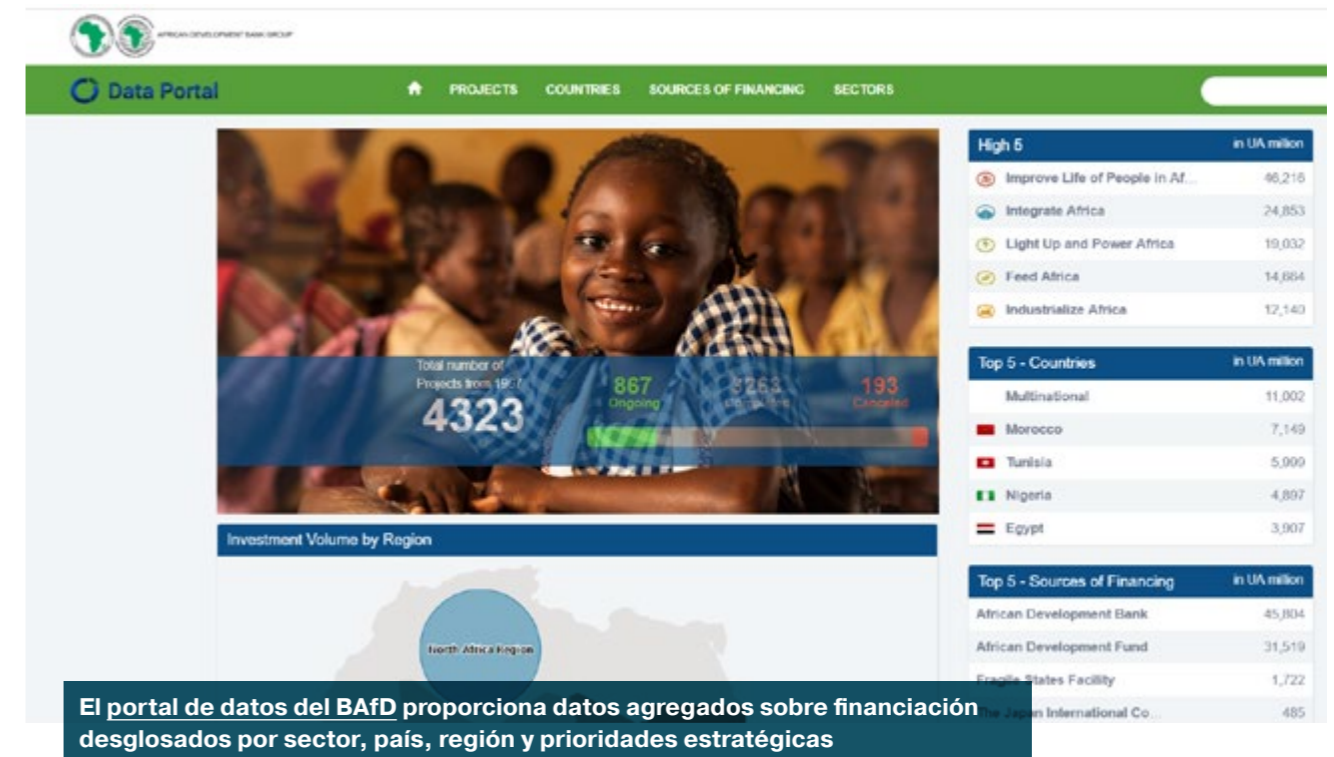 AFRICAN DEVELOPMENT BANK GROUP
Data Portal
PROJECTS COUNTRIES SOURCES OF FINANCING SECTORS
Total number of
Projects from 1967
4323
867
Ongoing
3263
Completed
193
Canceled
Investment Volume by Region
North Africa Region
High 5 in UA million
Improve Life of People in Af... 46,216
Integrate Africa 24,853
Light Up and Power Africa 19,032
Feed Africa 14,664
Industrialize Africa 12,140
Top 5 - Countries in UA million
Multinational 11,002
Morocco 7,149
Tunisia 5,909
Nigeria 4,897
Egypt 3,907
Top 5 - Sources of Financing in UA million
African Development Bank 45,804
African Development Fund 31,519
Fragile States Facility 1,722
The Japan International Co... 485
El portal de datos del BAfD proporciona datos agregados sobre financiación
desglosados por sector, país, región y prioridades estratégicas